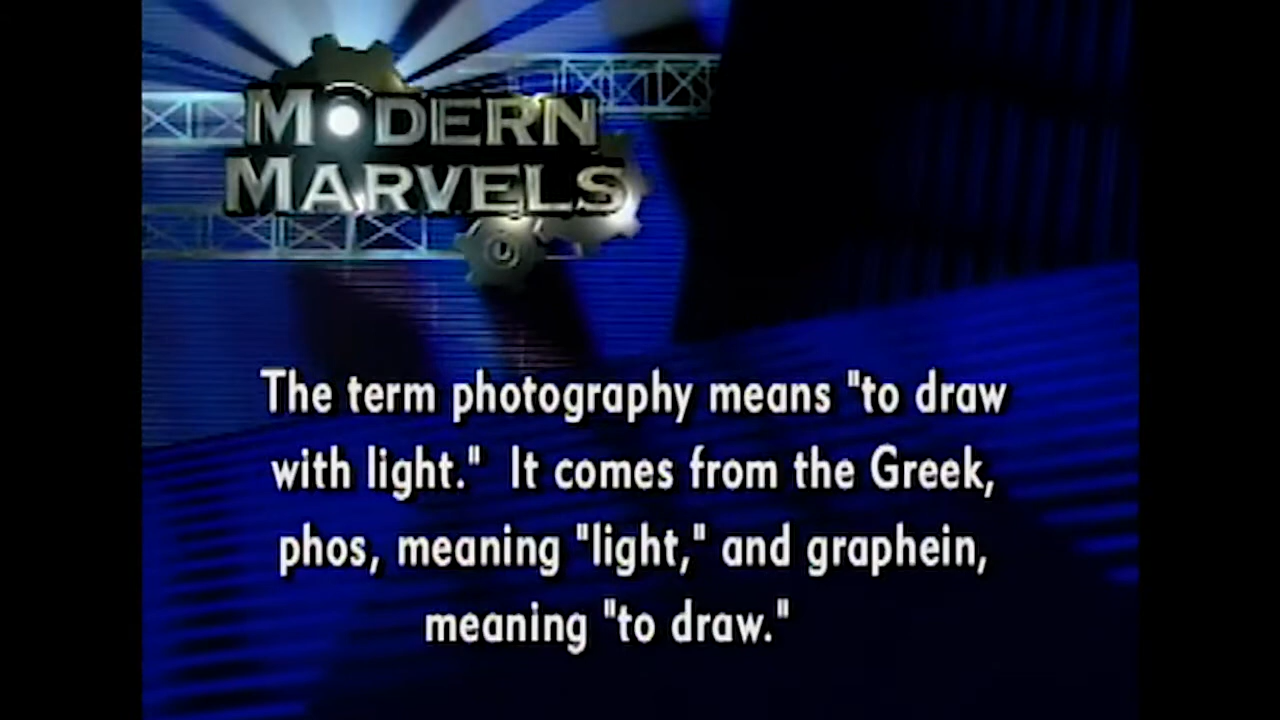 MODERN
MARVELS
The term photography means "to draw
with light."  It comes from the Greek,
phos, meaning "light," and graphein,
meaning "to draw."